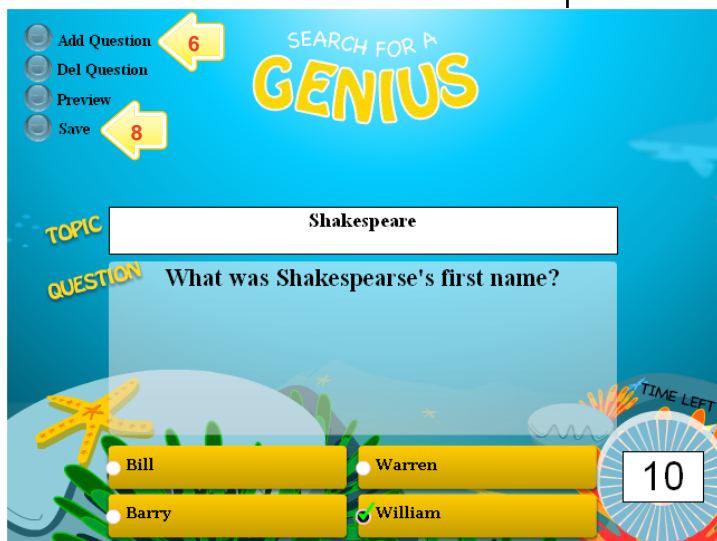 Add Question
6
Del Question
Preview
Save
8
SEARCH FOR A
GENIUS
TOPIC
Shakespeare
QUESTION
What was Shakespearse's first name?
TIME LEFT
10
Bill
Warren
Barry
William